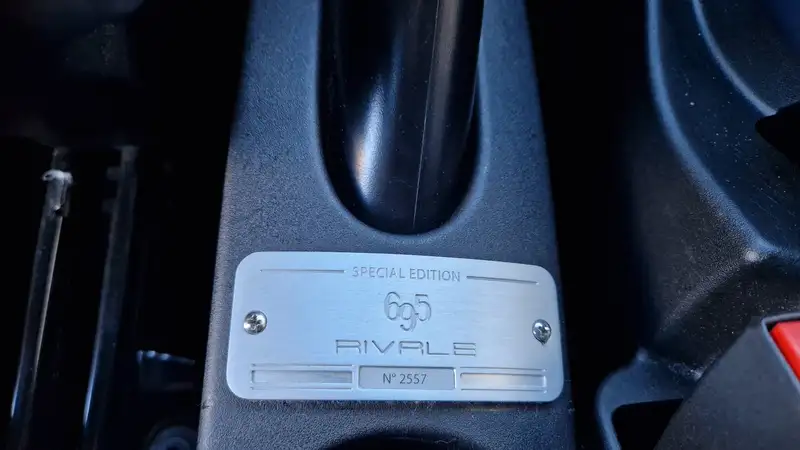 SPECIAL EDITION
695
RIVALE
N° 2557